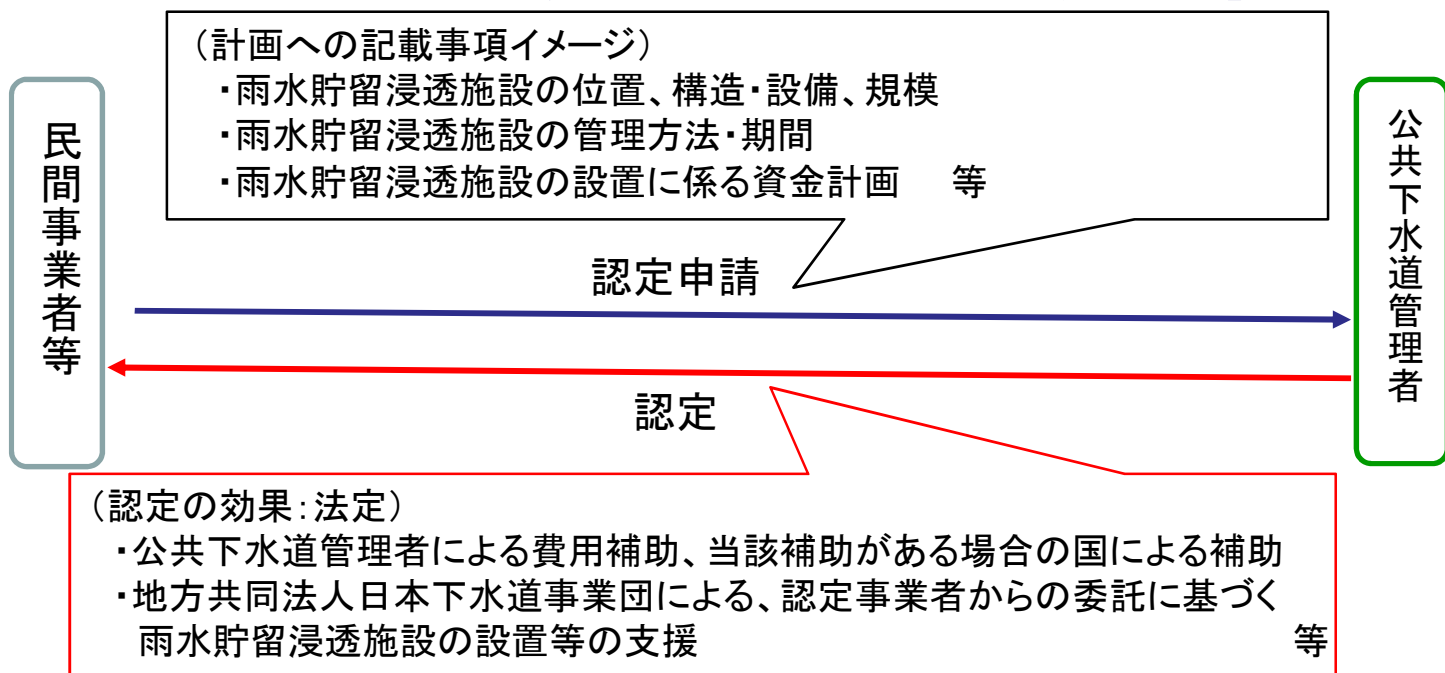 （計画への記載事項イメージ）
・雨水貯留浸透施設の位置、構造・設備、規模
・雨水貯留浸透施設の管理方法・期間
・雨水貯留浸透施設の設置に係る資金計画　等
民間事業者等
公共下水道管理者
認定申請
認定
（認定の効果：法定）
・公共下水道管理者による費用補助、当該補助がある場合の国による補助
・地方共同法人日本下水道事業団による、認定事業者からの委託に基づく
雨水貯留浸透施設の設置等の支援　等